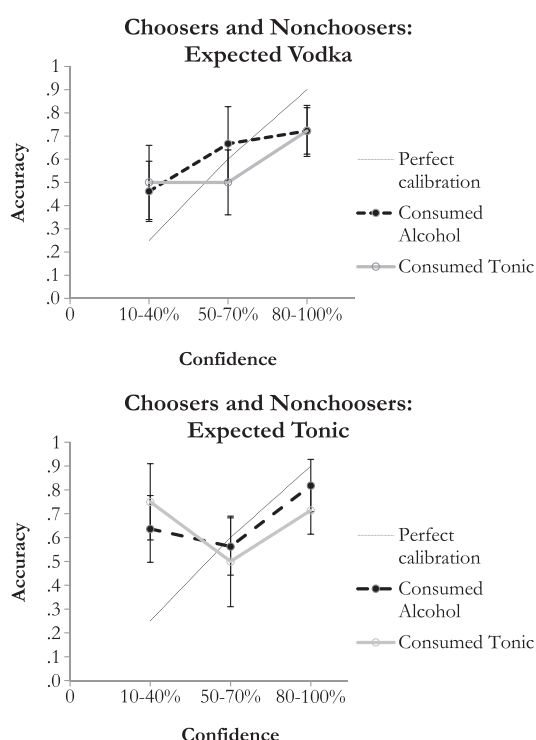 Choosers and Nonchoosers:
Expected Vodka
1
.9
.8
.7
.6
.5
.4
.3
.2
.1
.0
Accuracy
0
10-40%
50-70%
80-100%
Confidence
Perfect
calibration
Consumed
Alcohol
Consumed Tonic
Choosers and Nonchoosers:
Expected Tonic
1
.9
.8
.7
.6
.5
.4
.3
.2
.1
.0
Accuracy
0
10-40%
50-70%
80-100%
Confidence
Perfect
calibration
Consumed
Alcohol
Consumed Tonic